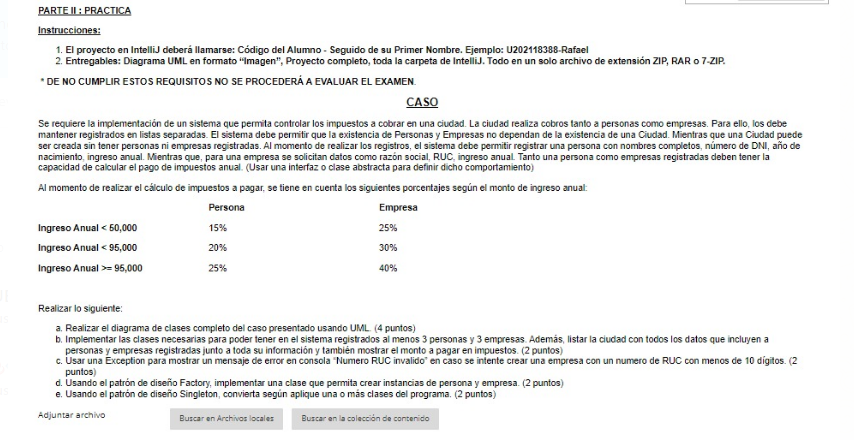 PARTE II : PRACTICA
Instrucciones:
1. El proyecto en IntelliJ deberá llamarse: Código del Alumno - Seguido de su Primer Nombre. Ejemplo: U202118388-Rafael
2. Entregables: Diagrama UML en formato “Imagen”, Proyecto completo, toda la carpeta de IntelliJ. Todo en un solo archivo de extensión ZIP, RAR o 7-ZIP.
* DE NO CUMPLIR ESTOS REQUISITOS NO SE PROCEDERÁ A EVALUAR EL EXAMEN.
CASO
Se requiere la implementación de un sistema que permita controlar los impuestos a cobrar en una ciudad. La ciudad realiza cobros tanto a personas como empresas. Para ello, los debe
mantener registrados en listas separadas. El sistema debe permitir que la existencia de Personas y Empresas no dependan de la existencia de una Ciudad. Mientras que una Ciudad puede
ser creada sin tener personas ni empresas registradas. Al momento de realizar los registros, el sistema debe permitir registrar una persona con nombres completos, número de DNI, año de
nacimiento, ingreso anual. Mientras que, para una empresa se solicitan datos como razón social, RUC, ingreso anual. Tanto una persona como empresas registradas deben tener la
capacidad de calcular el pago de impuestos anual. (Usar una interfaz o clase abstracta para definir dicho comportamiento)
Al momento de realizar el cálculo de impuestos a pagar, se tiene en cuenta los siguientes porcentajes según el monto de ingreso anual:
Persona Empresa
Ingreso Anual < 50,000 15% 25%
Ingreso Anual < 95,000 20% 30%
Ingreso Anual >= 95,000 25% 40%
Realizar lo siguiente:
a. Realizar el diagrama de clases completo del caso presentado usando UML. (4 puntos)
b. Implementar las clases necesarias para poder tener en el sistema registrados al menos 3 personas y 3 empresas. Además, listar la ciudad con todos los datos que incluyen a
personas y empresas registradas junto a toda su información y también mostrar el monto a pagar en impuestos. (2 puntos)
c. Usar una Exception para mostrar un mensaje de error en consola “Numero RUC invalido” en caso se intente crear una empresa con un numero de RUC con menos de 10 dígitos. (2
puntos)
d. Usando el patrón de diseño Factory, implementar una clase que permita crear instancias de persona y empresa. (2 puntos)
e. Usando el patrón de diseño Singleton, convierta según aplique una o más clases del programa. (2 puntos)
Adjuntar archivo Buscar en Archivos locales Buscar en la colección de contenido